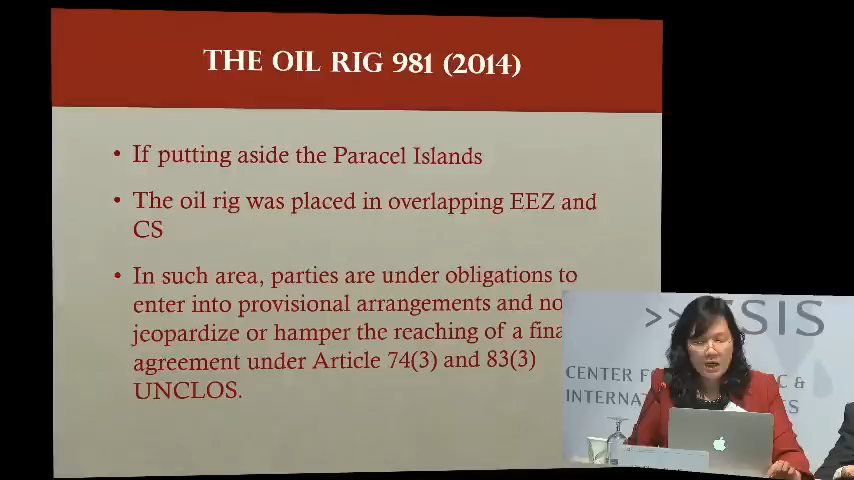 THE OIL RIG 981 (2014)
• If putting aside the Paracel Islands
• The oil rig was placed in overlapping EEZ and
CS
• In such area, parties are under obligations to
enter into provisional arrangements and no
jeopardize or hamper the reaching of a fina
agreement under Article 74(3) and 83(3)
UNCLOS.
>> CSIS
CENTER F C &
INTERNAT ES